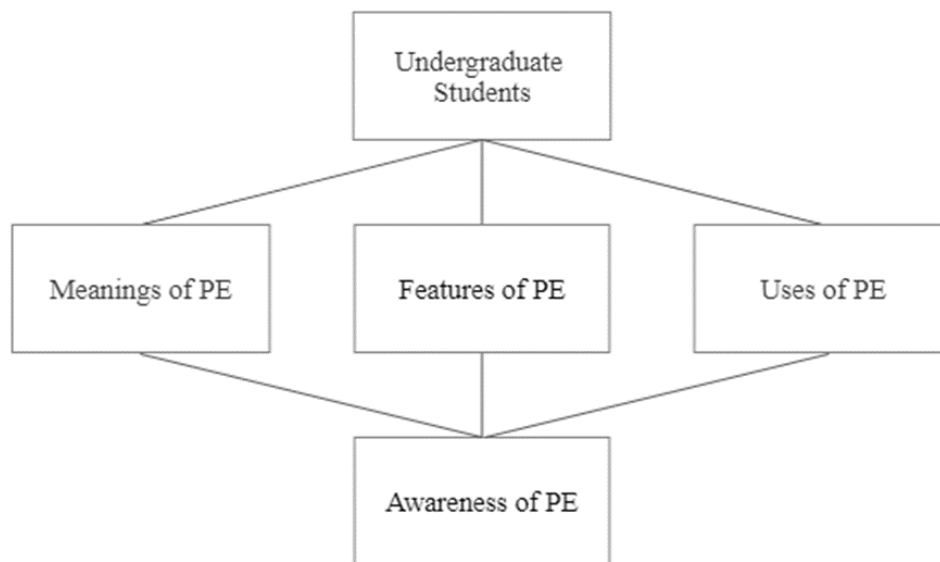 Undergraduate
Students
Meanings of PE
Features of PE
Uses of PE
Awareness of PE